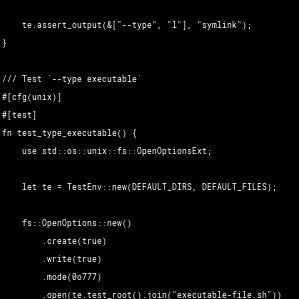 te.assert_output(&["--type", "l"], "symlink");
}
/// Test `--type executable`
#[cfg(unix)]
#[test]
fn test_type_executable() {
use std::os::unix::fs::OpenOptionsExt;
let te = TestEnv::new(DEFAULT_DIRS, DEFAULT_FILES);
fs::OpenOptions::new()
.create(true)
.write(true)
.mode(0o777)
.open(te.test_root().join("executable-file.sh"))